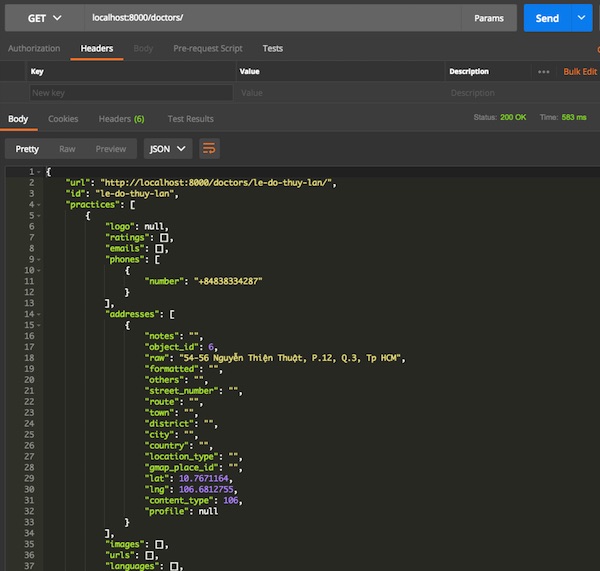 GET localhost:8000/doctors/ Params Send
Authorization Headers Body Pre-request Script Tests
Key Value Description ••• Bulk Edit
New key Value Description
Body Cookies Headers (6) Test Results Status: 200 OK Time: 583 ms
Pretty Raw Preview JSON
1 {
2 "url": "http://localhost:8000/doctors/le-do-thuy-lan/",
3 "id": "le-do-thuy-lan",
4 "practices": [
5 {
6 "logo": null,
7 "ratings": [],
8 "emails": [],
9 "phones": [
10 {
11 "number": "+84838334287"
12 }
13 ],
14 "addresses": [
15 {
16 "notes": "",
17 "object_id": 6,
18 "raw": "54-56 Nguyễn Thiện Thuật, P.12, Q.3, Tp HCM",
19 "formatted": "",
20 "others": "",
21 "street_number": "",
22 "route": "",
23 "town": "",
24 "district": "",
25 "city": "",
26 "country": "",
27 "location_type": "",
28 "gmap_place_id": "",
29 "lat": 10.7671164,
30 "lng": 106.6812755,
31 "content_type": 106,
32 "profile": null
33 }
34 ],
35 "images": [],
36 "urls": [],
37 "languages": [],